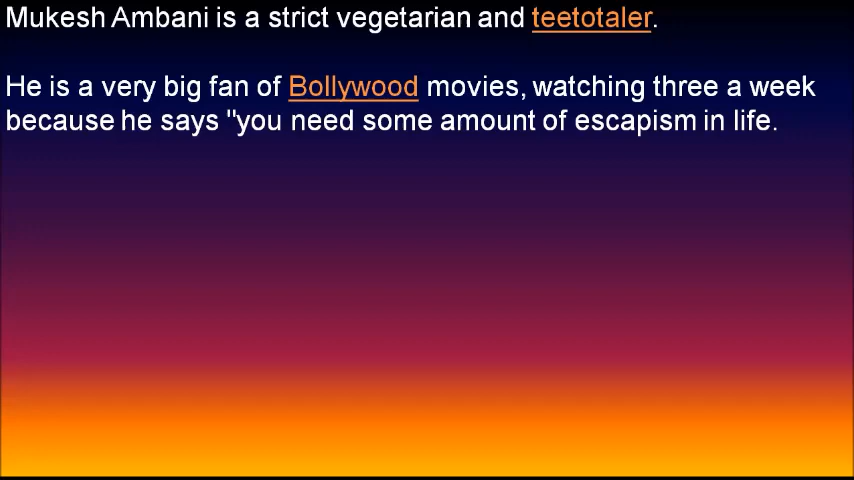 Mukesh Ambani is a strict vegetarian and teetotaler.
He is a very big fan of Bollywood movies, watching three a week
because he says "you need some amount of escapism in life.